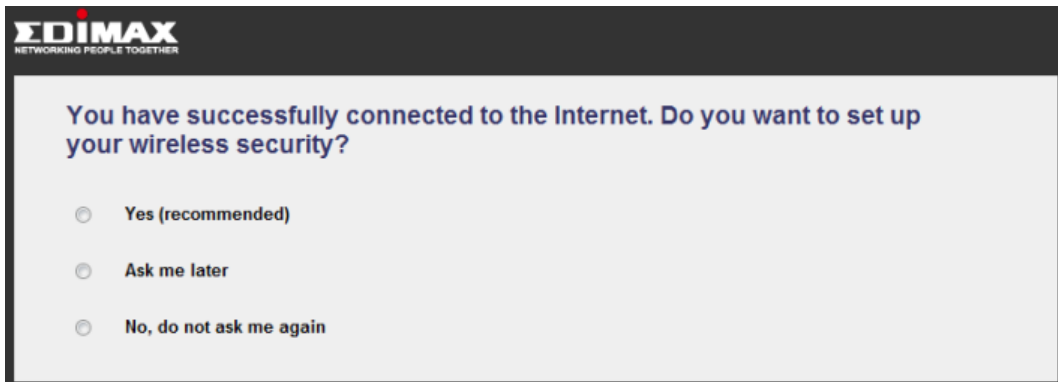 EDIMAX
NETWORKING PEOPLE TOGETHER
You have successfully connected to the Internet. Do you want to set up
your wireless security?
Yes (recommended)
Ask me later
No, do not ask me again